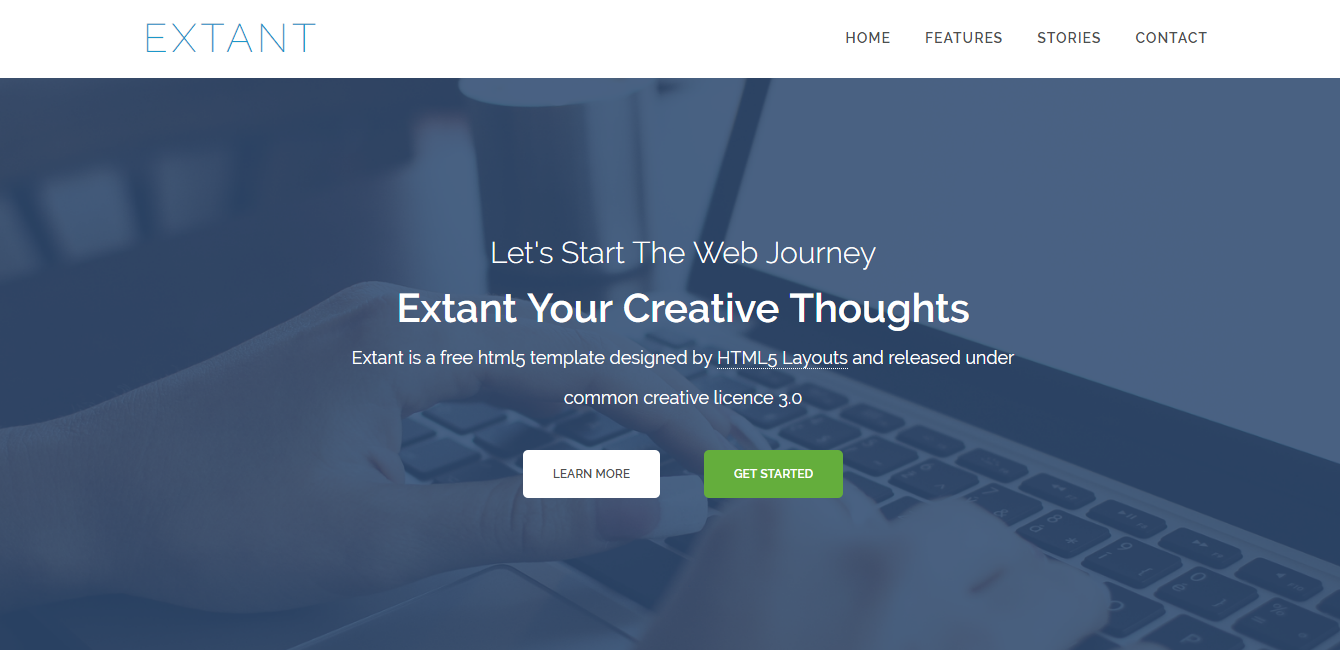 EXTANT
HOME FEATURES STORIES CONTACT
Let's Start The Web Journey
Extant Your Creative Thoughts
Extant is a free html5 template designed by HTML5 Layouts and released under
common creative licence 3.0
LEARN MORE GET STARTED